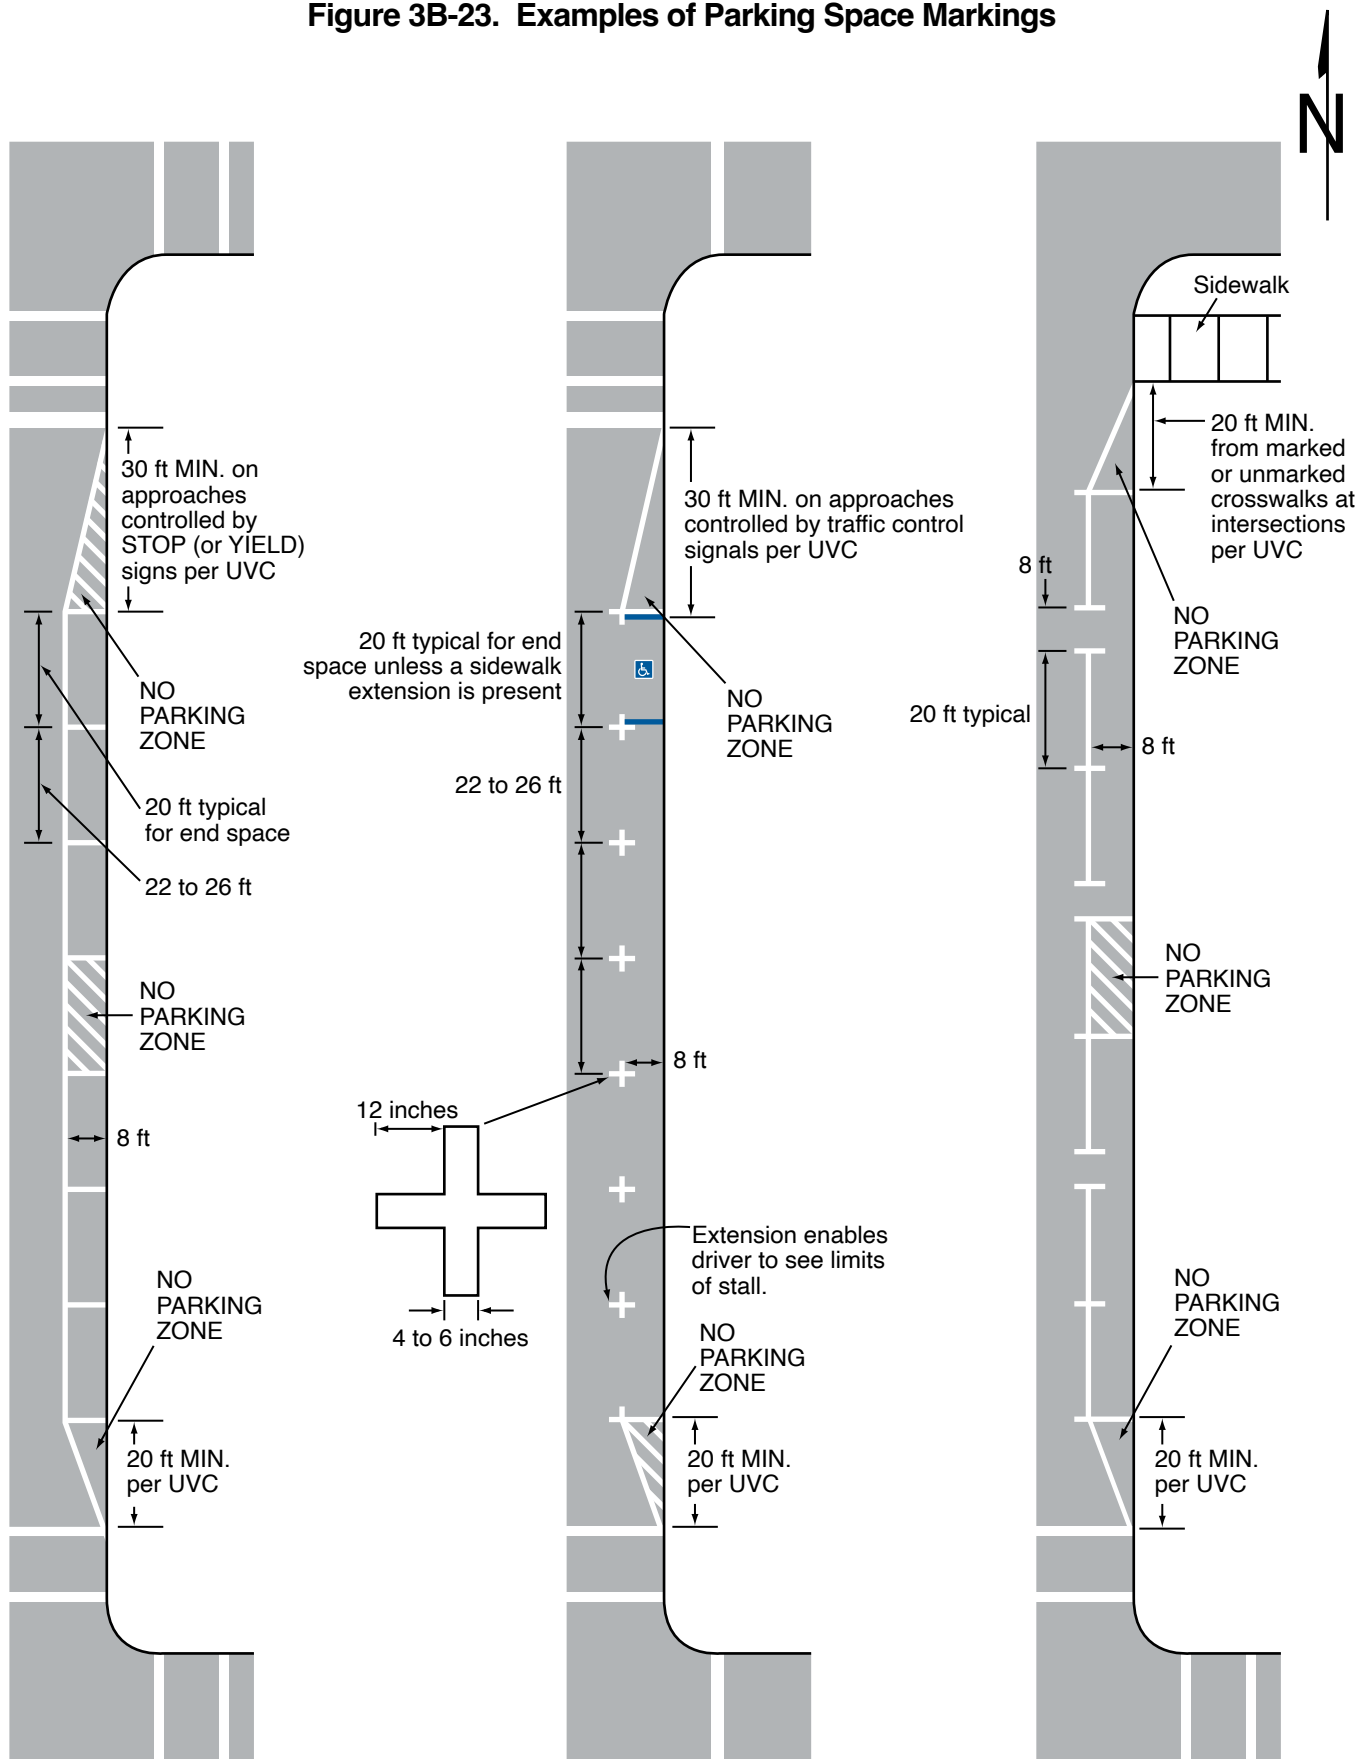 Figure 3B-23. Examples of Parking Space Markings
N
30 ft MIN. on
approaches
controlled by
STOP (or YIELD)
signs per UVC
NO
PARKING
ZONE
20 ft typical
for end space
22 to 26 ft
NO
PARKING
ZONE
8 ft
NO
PARKING
ZONE
20 ft MIN.
per UVC
30 ft MIN. on approaches
controlled by traffic control
signals per UVC
20 ft typical for end
space unless a sidewalk
extension is present
NO
PARKING
ZONE
22 to 26 ft
8 ft
12 inches
4 to 6 inches
Extension enables
driver to see limits
of stall.
NO
PARKING
ZONE
20 ft MIN.
per UVC
Sidewalk
20 ft MIN.
from marked
or unmarked
crosswalks at
intersections
per UVC
8 ft
NO
PARKING
ZONE
20 ft typical
8 ft
NO
PARKING
ZONE
NO
PARKING
ZONE
20 ft MIN.
per UVC